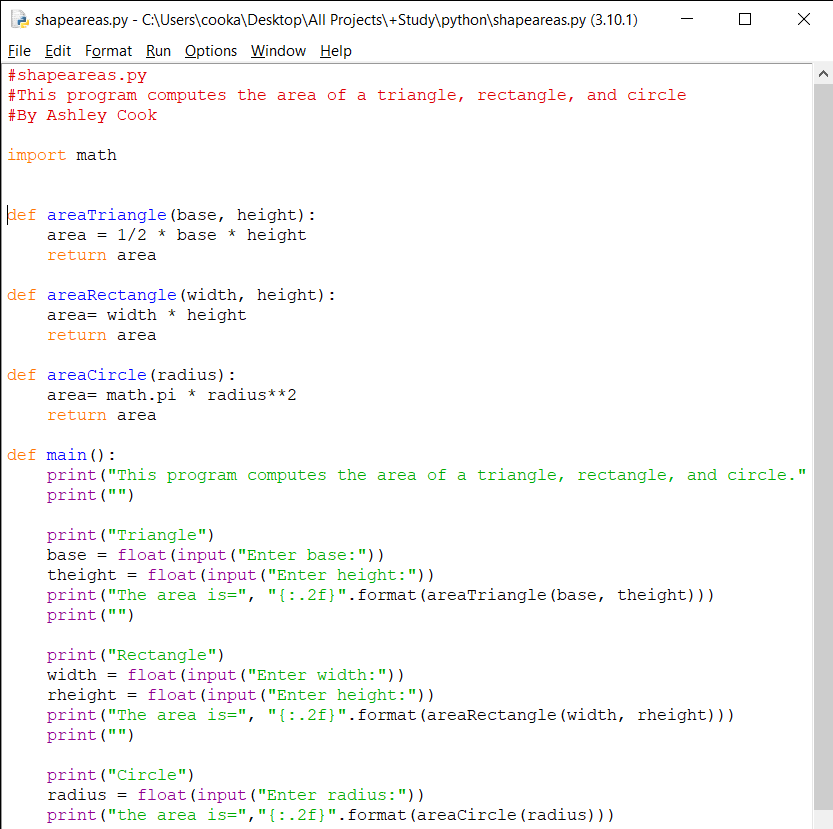 shapeareas.py - C:\Users\cooka\Desktop\All Projects\+Study\python\shapeareas.py (3.10.1)
File Edit Format Run Options Window Help
#shapeareas.py
#This program computes the area of a triangle, rectangle, and circle
#By Ashley Cook

import math


def areaTriangle(base, height):
    area = 1/2 * base * height
    return area

def areaRectangle(width, height):
    area= width * height
    return area

def areaCircle(radius):
    area= math.pi * radius**2
    return area

def main():
    print("This program computes the area of a triangle, rectangle, and circle."
    print("")

    print("Triangle")
    base = float(input("Enter base:"))
    theight = float(input("Enter height:"))
    print("The area is=", "{:.2f}".format(areaTriangle(base, theight)))
    print("")

    print("Rectangle")
    width = float(input("Enter width:"))
    rheight = float(input("Enter height:"))
    print("The area is=", "{:.2f}".format(areaRectangle(width, rheight)))
    print("")

    print("Circle")
    radius = float(input("Enter radius:"))
    print("the area is=","{:.2f}".format(areaCircle(radius)))